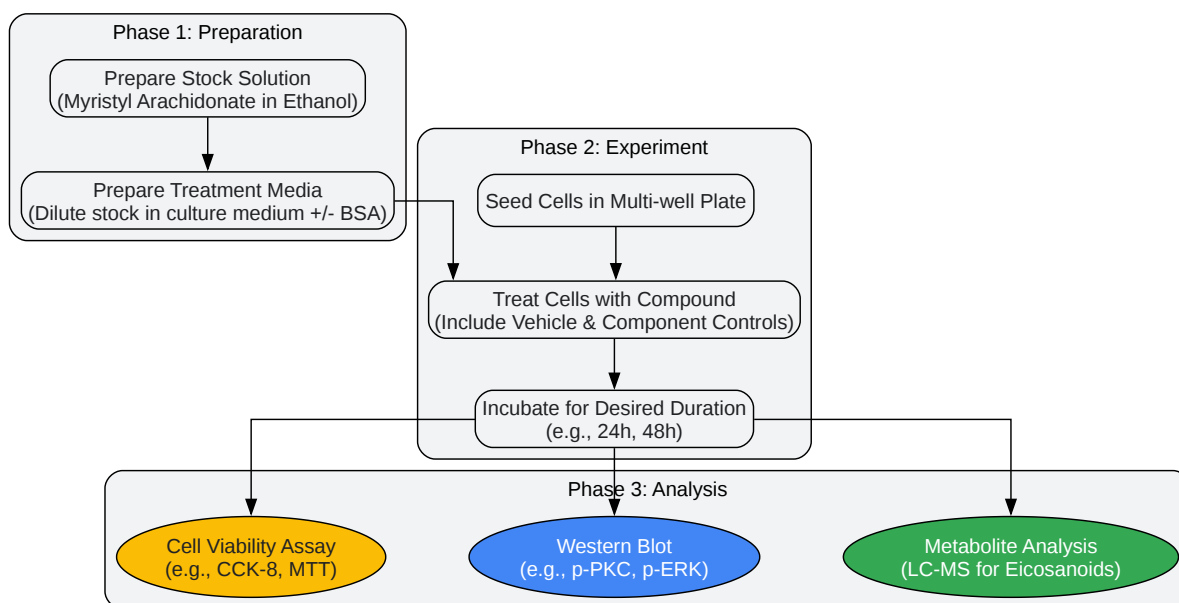 Phase 1: Preparation
Prepare Stock Solution
(Myristyl Arachidonate in Ethanol)
Prepare Treatment Media
(Dilute stock in culture medium +/- BSA)
Phase 2: Experiment
Seed Cells in Multi-well Plate
Treat Cells with Compound
(Include Vehicle & Component Controls)
Incubate for Desired Duration
(e.g., 24h, 48h)
Phase 3: Analysis
Cell Viability Assay
(e.g., CCK-8, MTT)
Western Blot
(e.g., p-PKC, p-ERK)
Metabolite Analysis
(LC-MS for Eicosanoids)